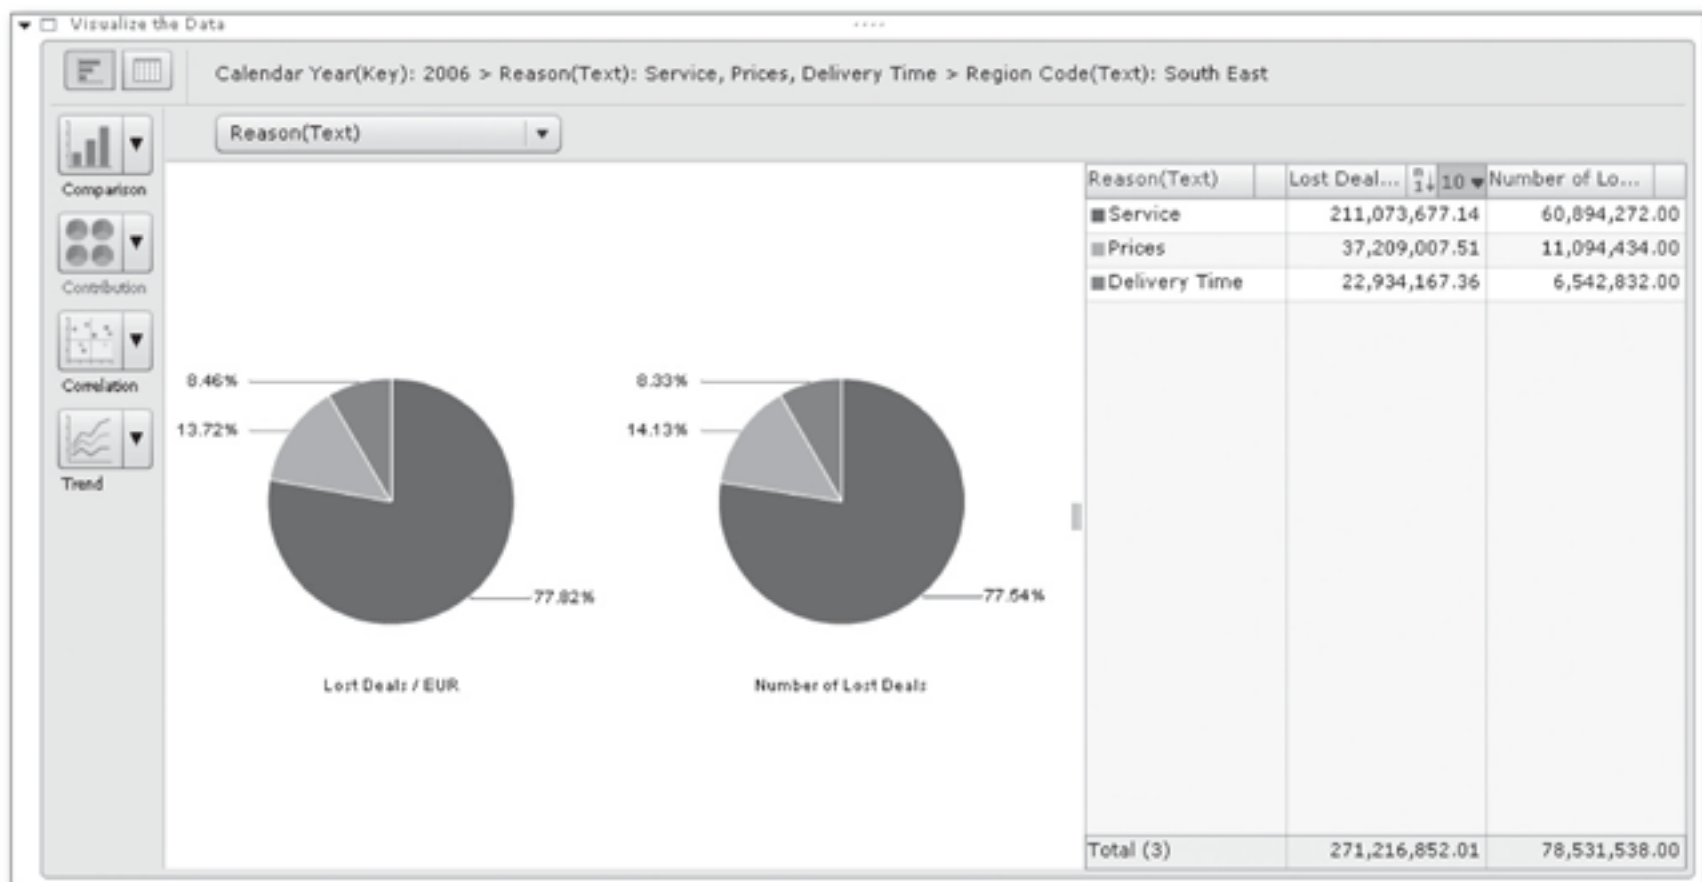 Visualize the Data
Calendar Year(Key): 2006 > Reason(Text): Service, Prices, Delivery Time > Region Code(Text): South East
Reason(Text)
Comparison
Contribution
Correlation
Trend
8.46%
13.72%
77.82%
Lost Deals / EUR
8.33%
14.13%
77.54%
Number of Lost Deals
Reason(Text) Lost Deal... 10 Number of Lo...
Service 211,073,677.14 60,894,272.00
Prices 37,209,007.51 11,094,434.00
Delivery Time 22,934,167.36 6,542,832.00
Total (3) 271,216,852.01 78,531,538.00